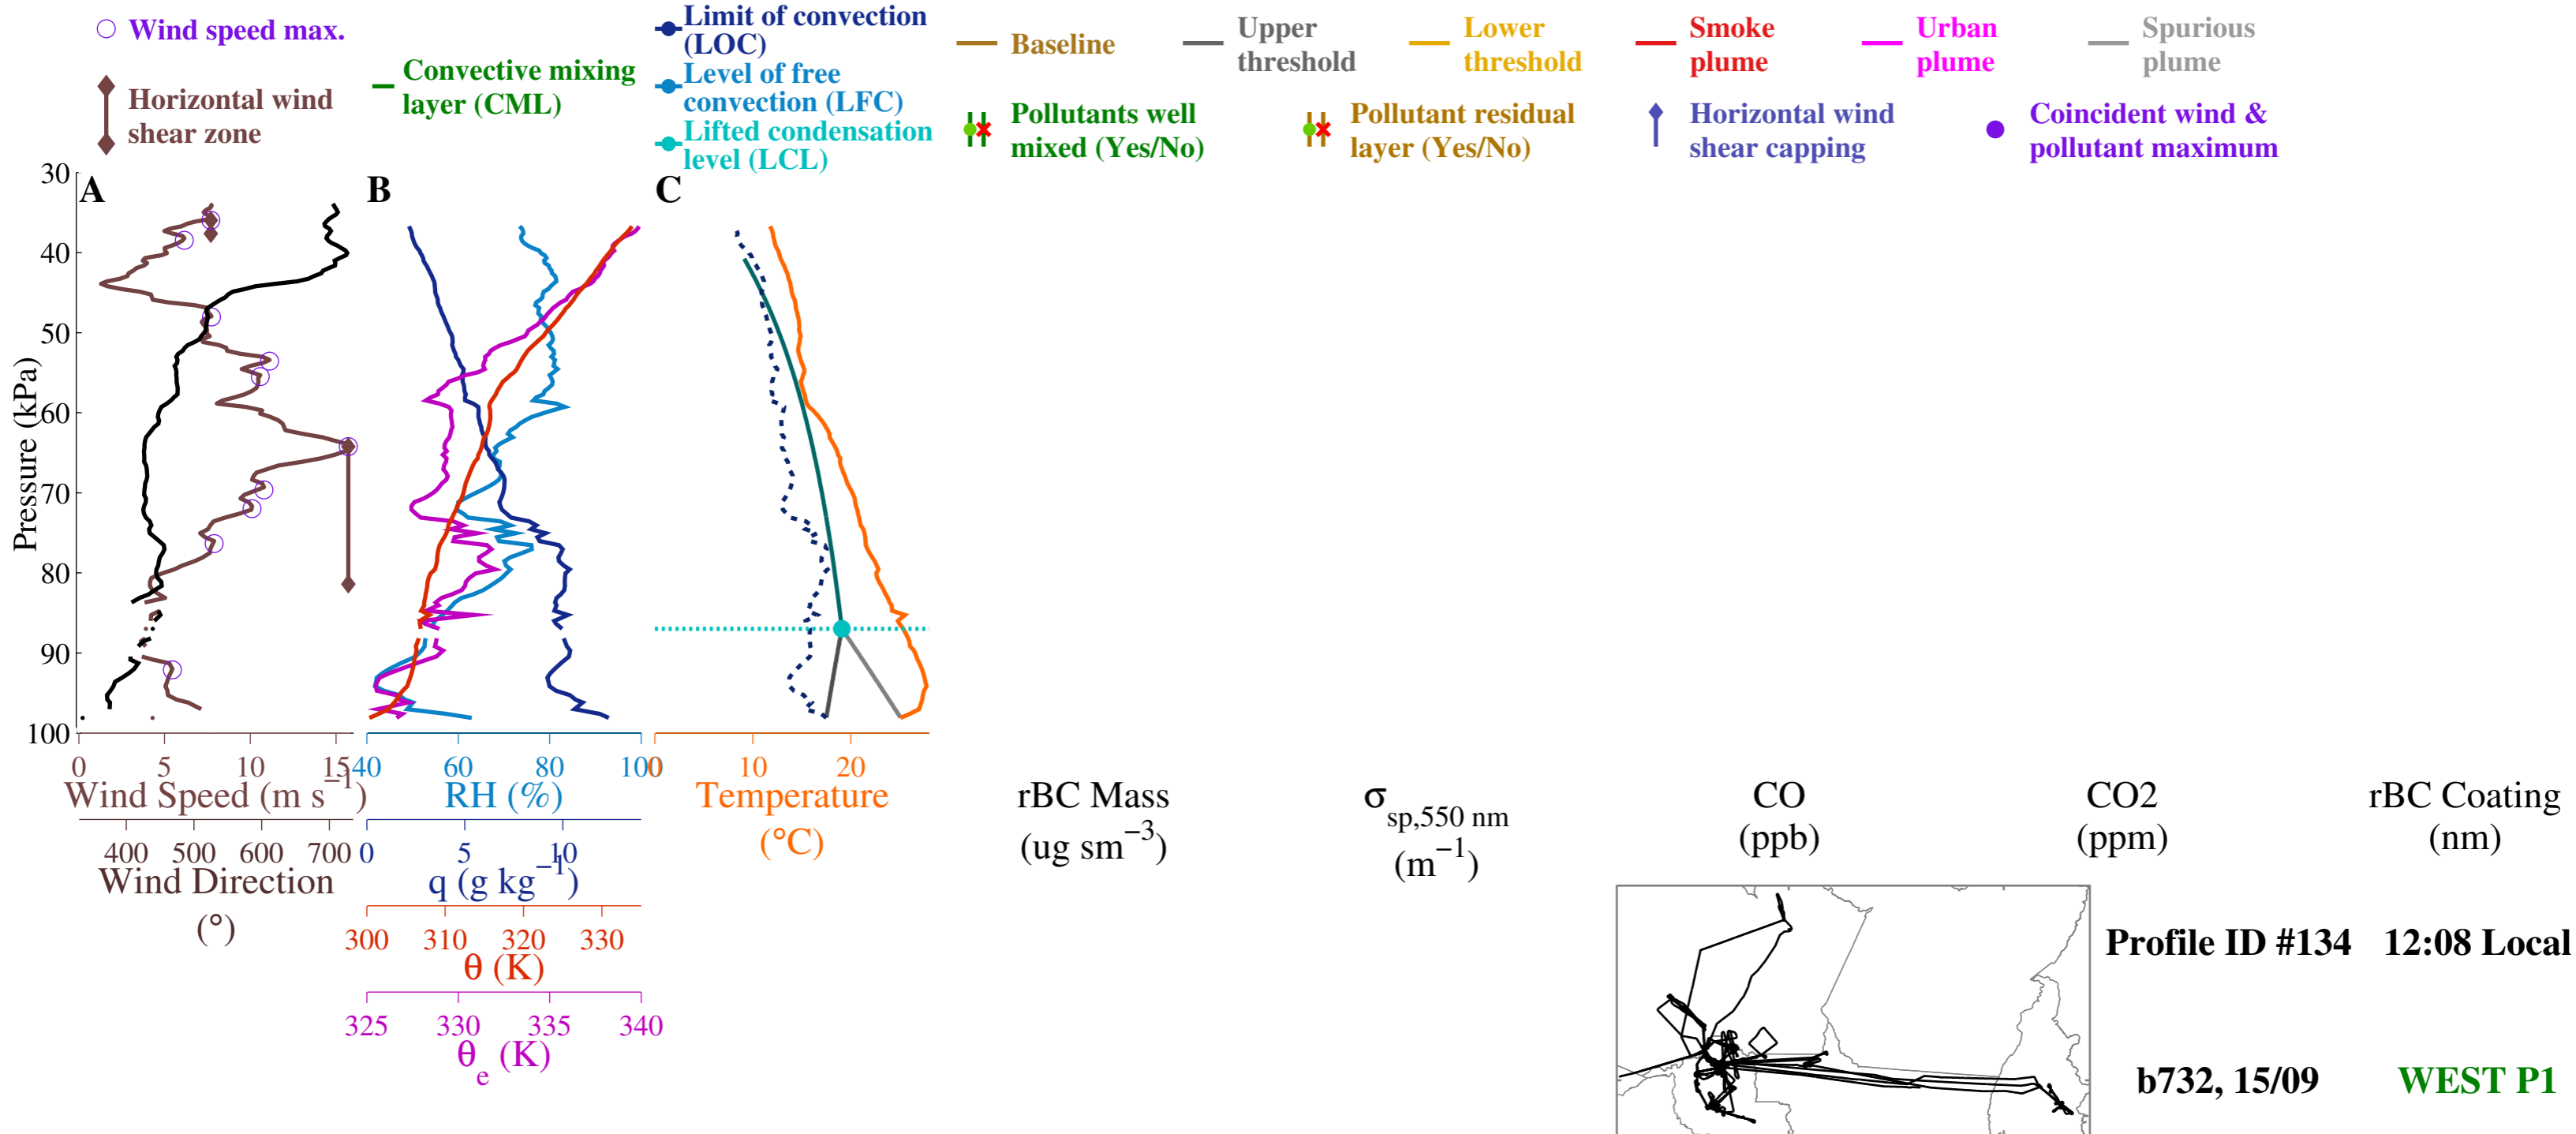 Wind speed max.
Horizontal wind
shear zone
Convective mixing
layer (CML)
Limit of convection
(LOC)
Level of free
convection (LFC)
Lifted condensation
level (LCL)
Baseline
Upper
threshold
Lower
threshold
Smoke
plume
Urban
plume
Spurious
plume
Pollutants well
mixed (Yes/No)
Pollutant residual
layer (Yes/No)
Horizontal wind
shear capping
Coincident wind &
pollutant maximum
A
B
C
30
40
50
60
70
80
90
100
Pressure (kPa)
0 5 10 15
Wind Speed (m s−1)
400 500 600 700
Wind Direction
(°)
40 60 80 100
RH (%)
0 5 10
q (g kg−1)
300 310 320 330
θ (K)
325 330 335 340
θe (K)
0 10 20
Temperature
(°C)
rBC Mass
(ug sm−3)
σsp,550 nm
(m−1)
CO
(ppb)
CO2
(ppm)
rBC Coating
(nm)
Profile ID #134 12:08 Local
b732, 15/09 WEST P1